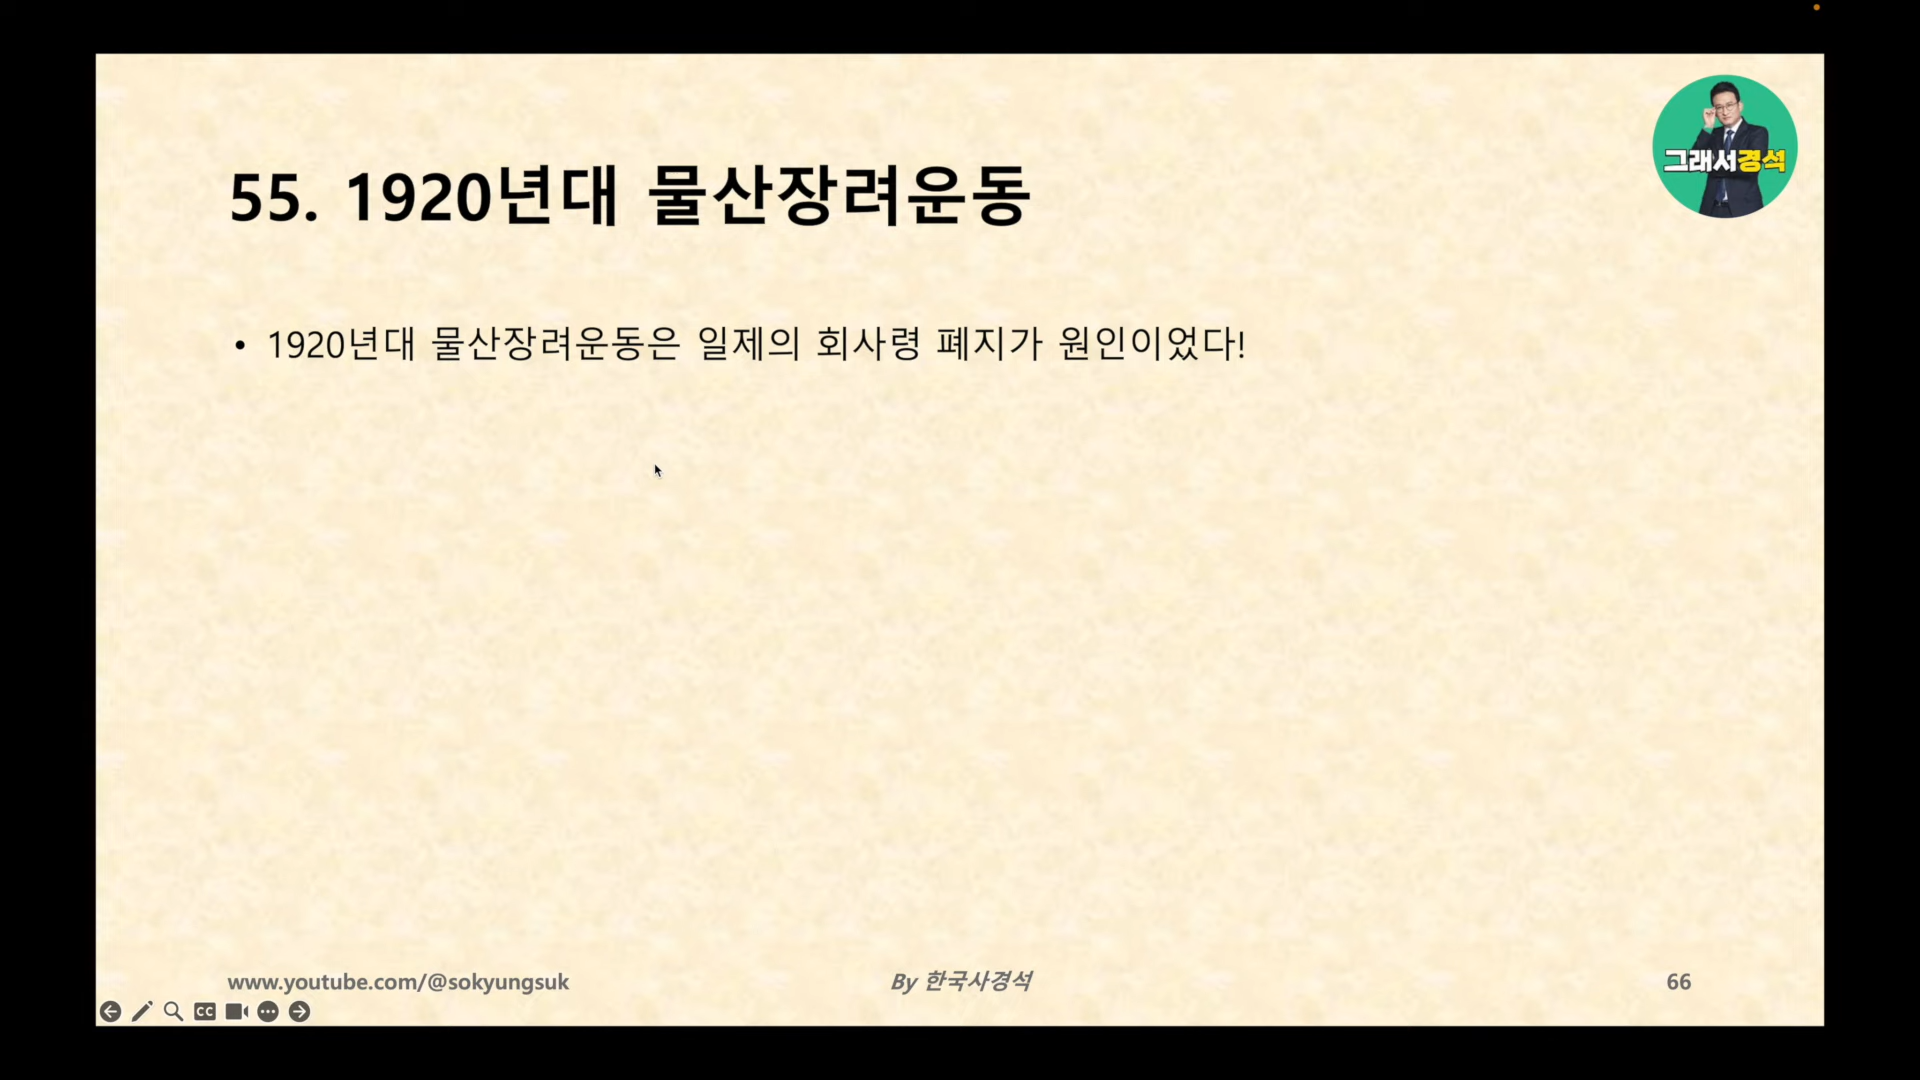 그래서경석
55. 1920년대 물산장려운동
• 1920년대 물산장려운동은 일제의 회사령 폐지가 원인이었다!
www.youtube.com/@sokyungsuk
By 한국사경석
66
CC